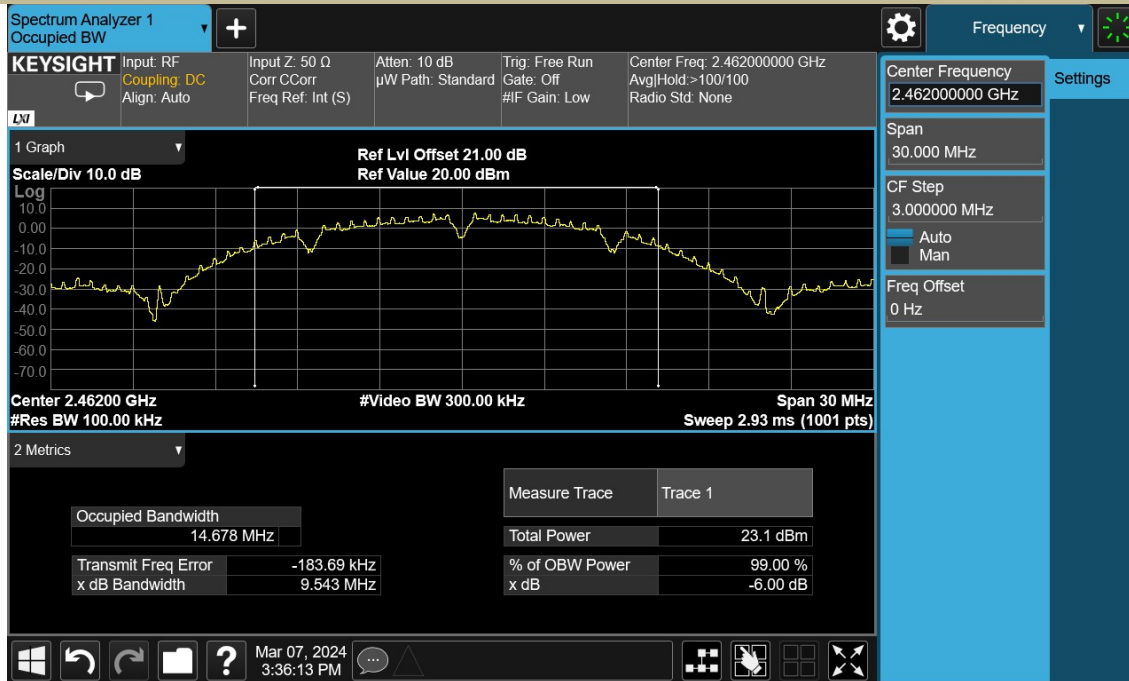 Spectrum Analyzer 1
Occupied BW
Frequency
KEYSIGHT
LXI
Input: RF
Coupling: DC
Align: Auto
Input Z: 50 Ω
Corr CCorr
Freq Ref: Int (S)
Atten: 10 dB
µW Path: Standard
Trig: Free Run
Gate: Off
#IF Gain: Low
Center Freq: 2.462000000 GHz
Avg|Hold:>100/100
Radio Std: None
Center Frequency
2.462000000 GHz
Settings
Span
30.000 MHz
CF Step
3.000000 MHz
Auto
Man
Freq Offset
0 Hz
1 Graph
Scale/Div 10.0 dB
Ref Lvl Offset 21.00 dB
Ref Value 20.00 dBm
Log
10.0
0.00
-10.0
-20.0
-30.0
-40.0
-50.0
-60.0
-70.0
Center 2.46200 GHz
#Video BW 300.00 kHz
Span 30 MHz
#Res BW 100.00 kHz
Sweep 2.93 ms (1001 pts)
2 Metrics
Measure Trace
Trace 1
Occupied Bandwidth
14.678 MHz
Total Power
23.1 dBm
Transmit Freq Error
-183.69 kHz
% of OBW Power
99.00 %
x dB Bandwidth
9.543 MHz
x dB
-6.00 dB
?
Mar 07, 2024
3:36:13 PM